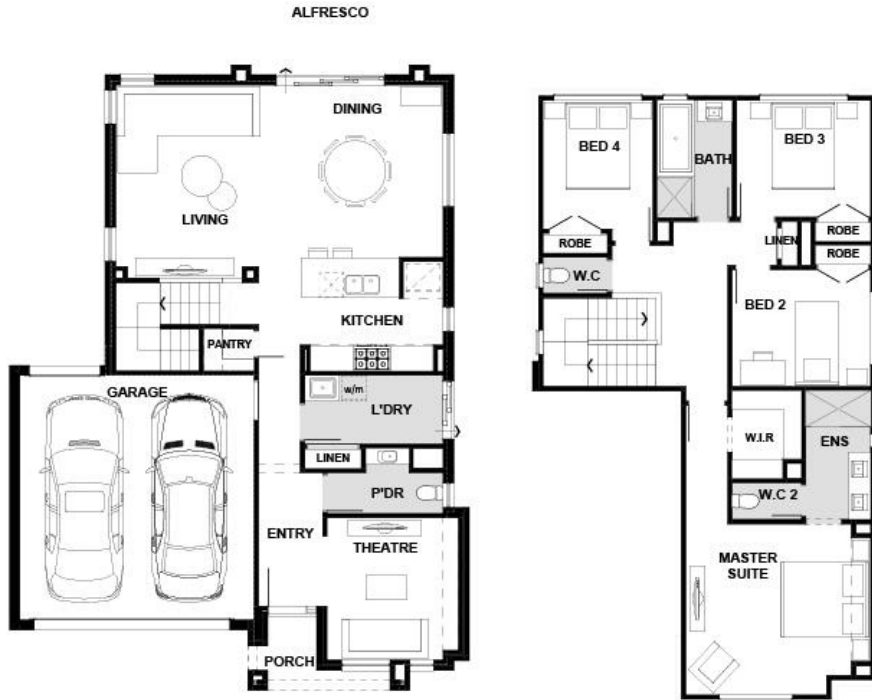 ALFRESCO
DINING
LIVING
KITCHEN
PANTRY
GARAGE
w/m
L'DRY
LINEN
P'DR
ENTRY
THEATRE
PORCH
BED 4
BATH
BED 3
ROBE
LINEN
ROBE
ROBE
W.C
BED 2
W.I.R
ENS
W.C 2
MASTER
SUITE